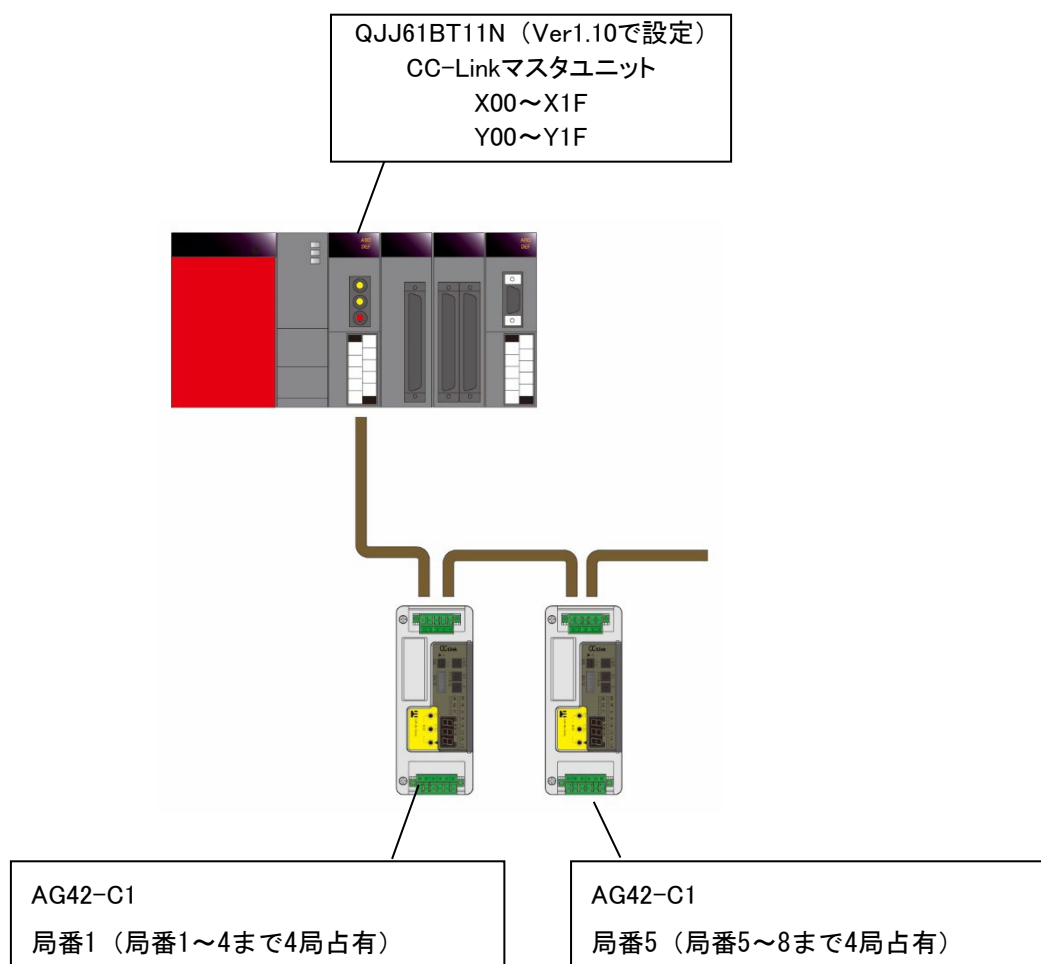 QJJ61BT11N（Ver1.10で設定）
CC-Linkマスタユニット
X00～X1F
Y00～Y1F
AG42-C1
局番1（局番1～4まで4局占有）
AG42-C1
局番5（局番5～8まで4局占有）